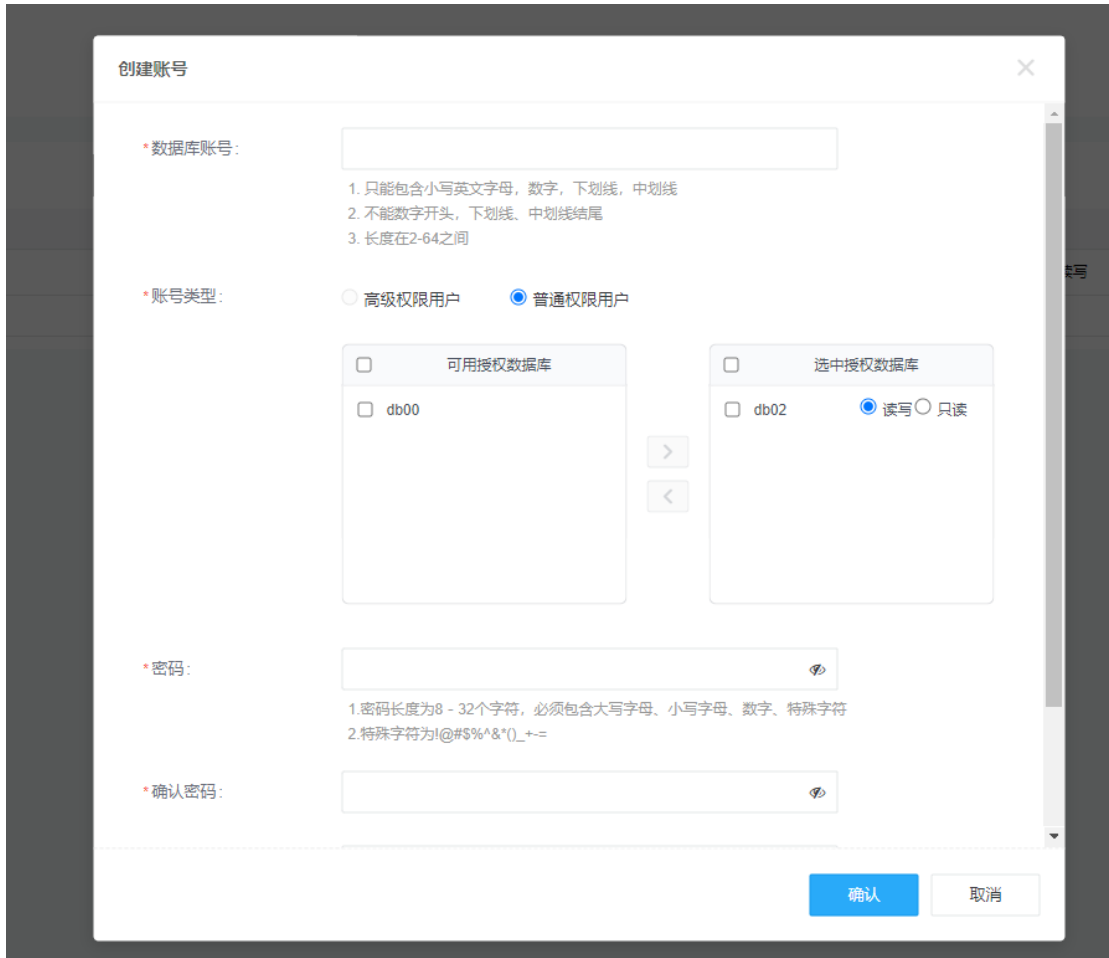 创建账号
*数据库账号:
1. 只能包含小写英文字母，数字，下划线，中划线
2. 不能数字开头，下划线、中划线结尾
3. 长度在2-64之间
*账号类型:
高级权限用户 普通权限用户
可用授权数据库 选中授权数据库
db00 db02 读写 只读
*密码:
1.密码长度为8 - 32个字符，必须包含大写字母、小写字母、数字、特殊字符
2.特殊字符为!@#$%^&*()_+-=
*确认密码:
确认 取消